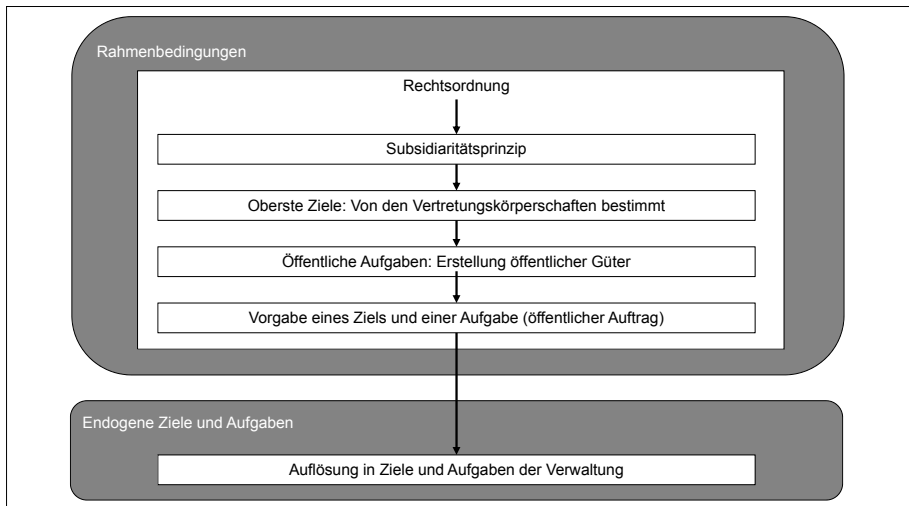 Rahmenbedingungen
Rechtsordnung
Subsidiaritätsprinzip
Oberste Ziele: Von den Vertretungskörperschaften bestimmt
Öffentliche Aufgaben: Erstellung öffentlicher Güter
Vorgabe eines Ziels und einer Aufgabe (öffentlicher Auftrag)
Endogene Ziele und Aufgaben
Auflösung in Ziele und Aufgaben der Verwaltung